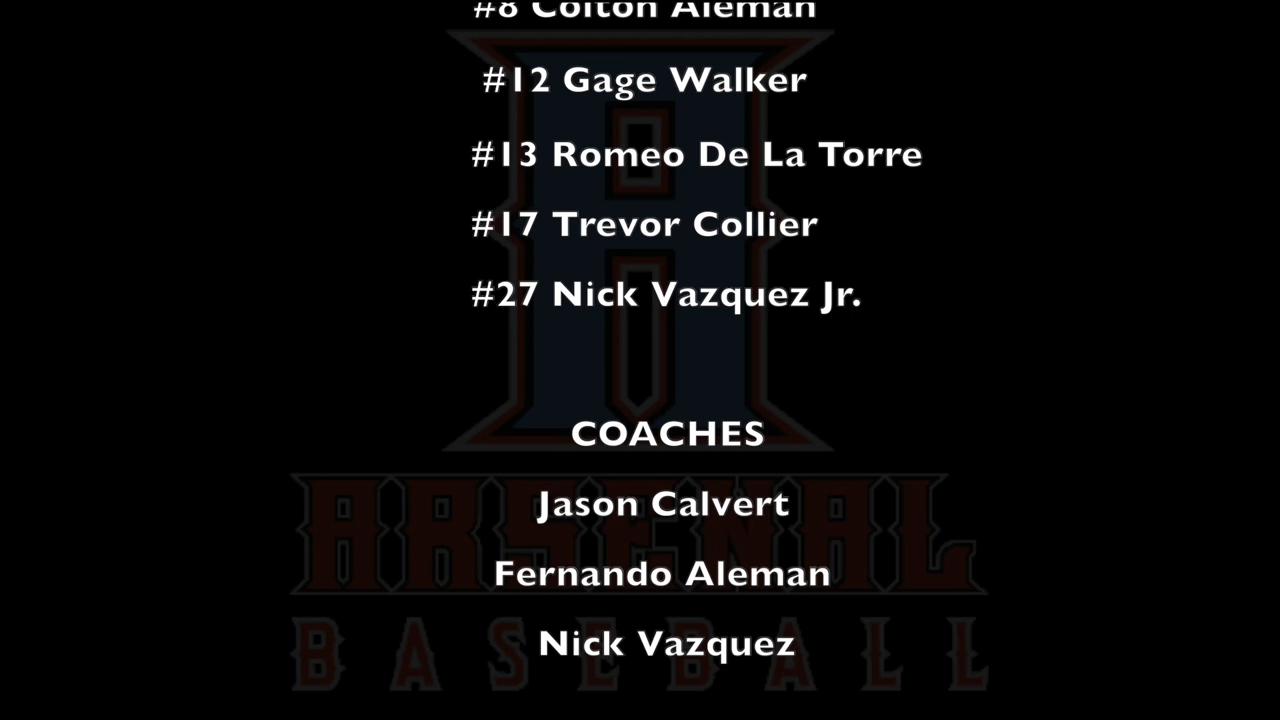 #8 Colton Aleman
#12 Gage Walker
#13 Romeo De La Torre
#17 Trevor Collier
#27 Nick Vazquez Jr.
COACHES
Jason Calvert
Fernando Aleman
Nick Vazquez
A
ARSENAL
BASEBALL